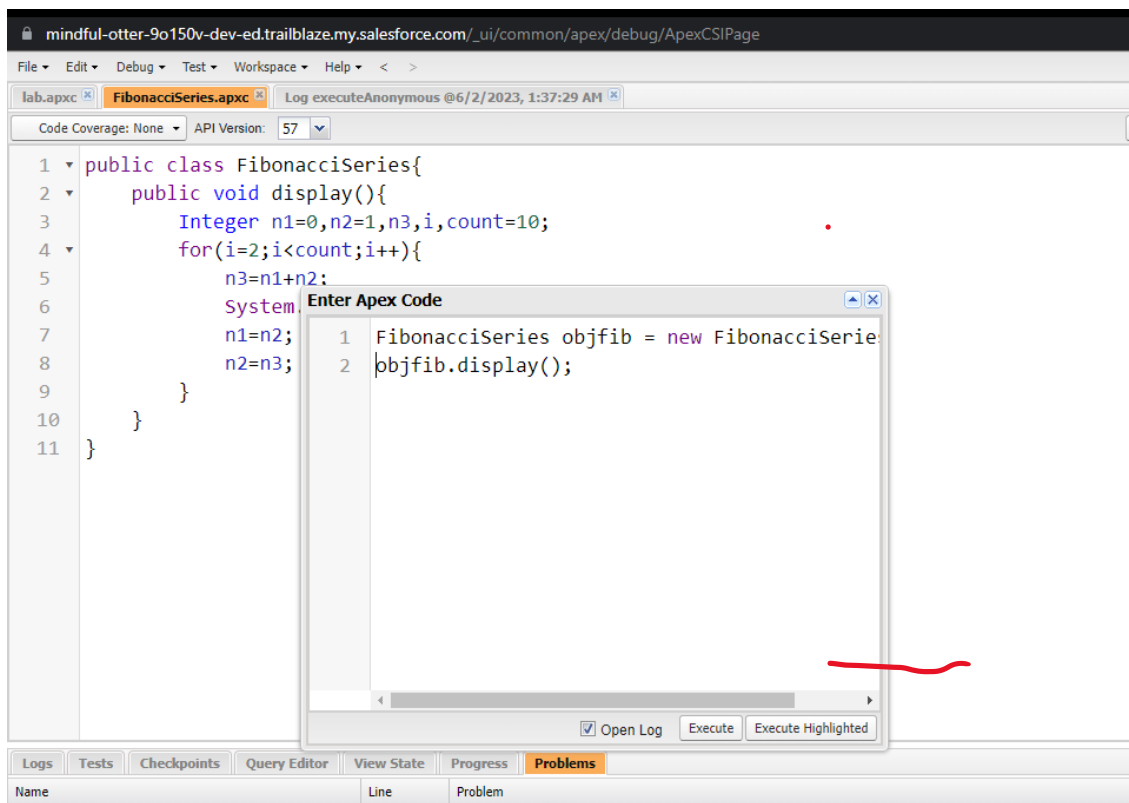 mindful-otter-9o150v-dev-ed.trailblaze.my.salesforce.com/_ui/common/apex/debug/ApexCSIPage
File Edit Debug Test Workspace Help < >
lab.apxc FibonacciSeries.apxc Log executeAnonymous @6/2/2023, 1:37:29 AM
Code Coverage: None API Version: 57
1 public class FibonacciSeries{
2 public void display(){
3 Integer n1=0,n2=1,n3,i,count=10;
4 for(i=2;i<count;i++){
5 n3=n1+n2;
6 System.
7 n1=n2;
8 n2=n3;
9 }
10 }
11 }
Enter Apex Code
1 FibonacciSeries objfib = new FibonacciSerie
2 objfib.display();
Open Log Execute Execute Highlighted
Logs Tests Checkpoints Query Editor View State Progress Problems
Name Line Problem